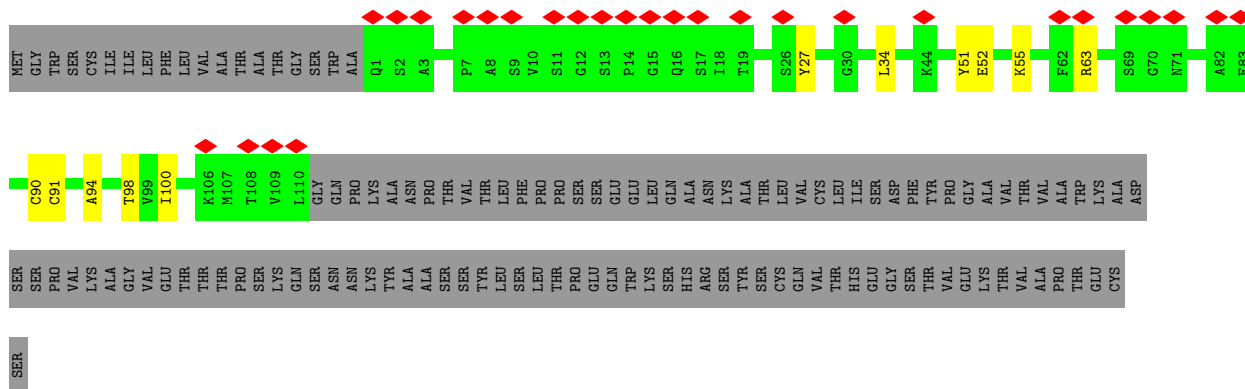 MET GLY TRP SER CYS ILE ILE LEU PHE LEU VAL ALA THR ALA THR GLY SER TRP ALA Q1 S2 A3 P7 A8 S9 V10 S11 G12 S13 P14 G15 Q16 S17 I18 T19 S26 Y27 G30 L34 K44 Y51 E52 K55 F62 R63 S69 G70 N71 A82 E83
C90 C91 A94 T98 V99 I100 K106 M107 T108 V109 L110 GLY GLN PRO LYS ALA ASN PRO THR VAL THR LEU PHE PRO PRO SER SER GLU GLU LEU GLN ALA ASN LYS ALA THR LEU VAL CYS LEU ILE SER ASP PHE TYR PRO GLY ALA VAL THR VAL ALA TRP LYS ALA ASP
SER SER PRO VAL LYS ALA GLY VAL GLU THR THR THR PRO SER LYS GLN SER ASN ASN LYS TYR ALA ALA SER SER TYR LEU SER LEU THR PRO GLU GLN TRP LYS SER HIS ARG SER TYR SER CYS GLN VAL THR HIS GLU GLY SER THR VAL GLU LYS THR VAL ALA PRO THR GLU CYS
SER